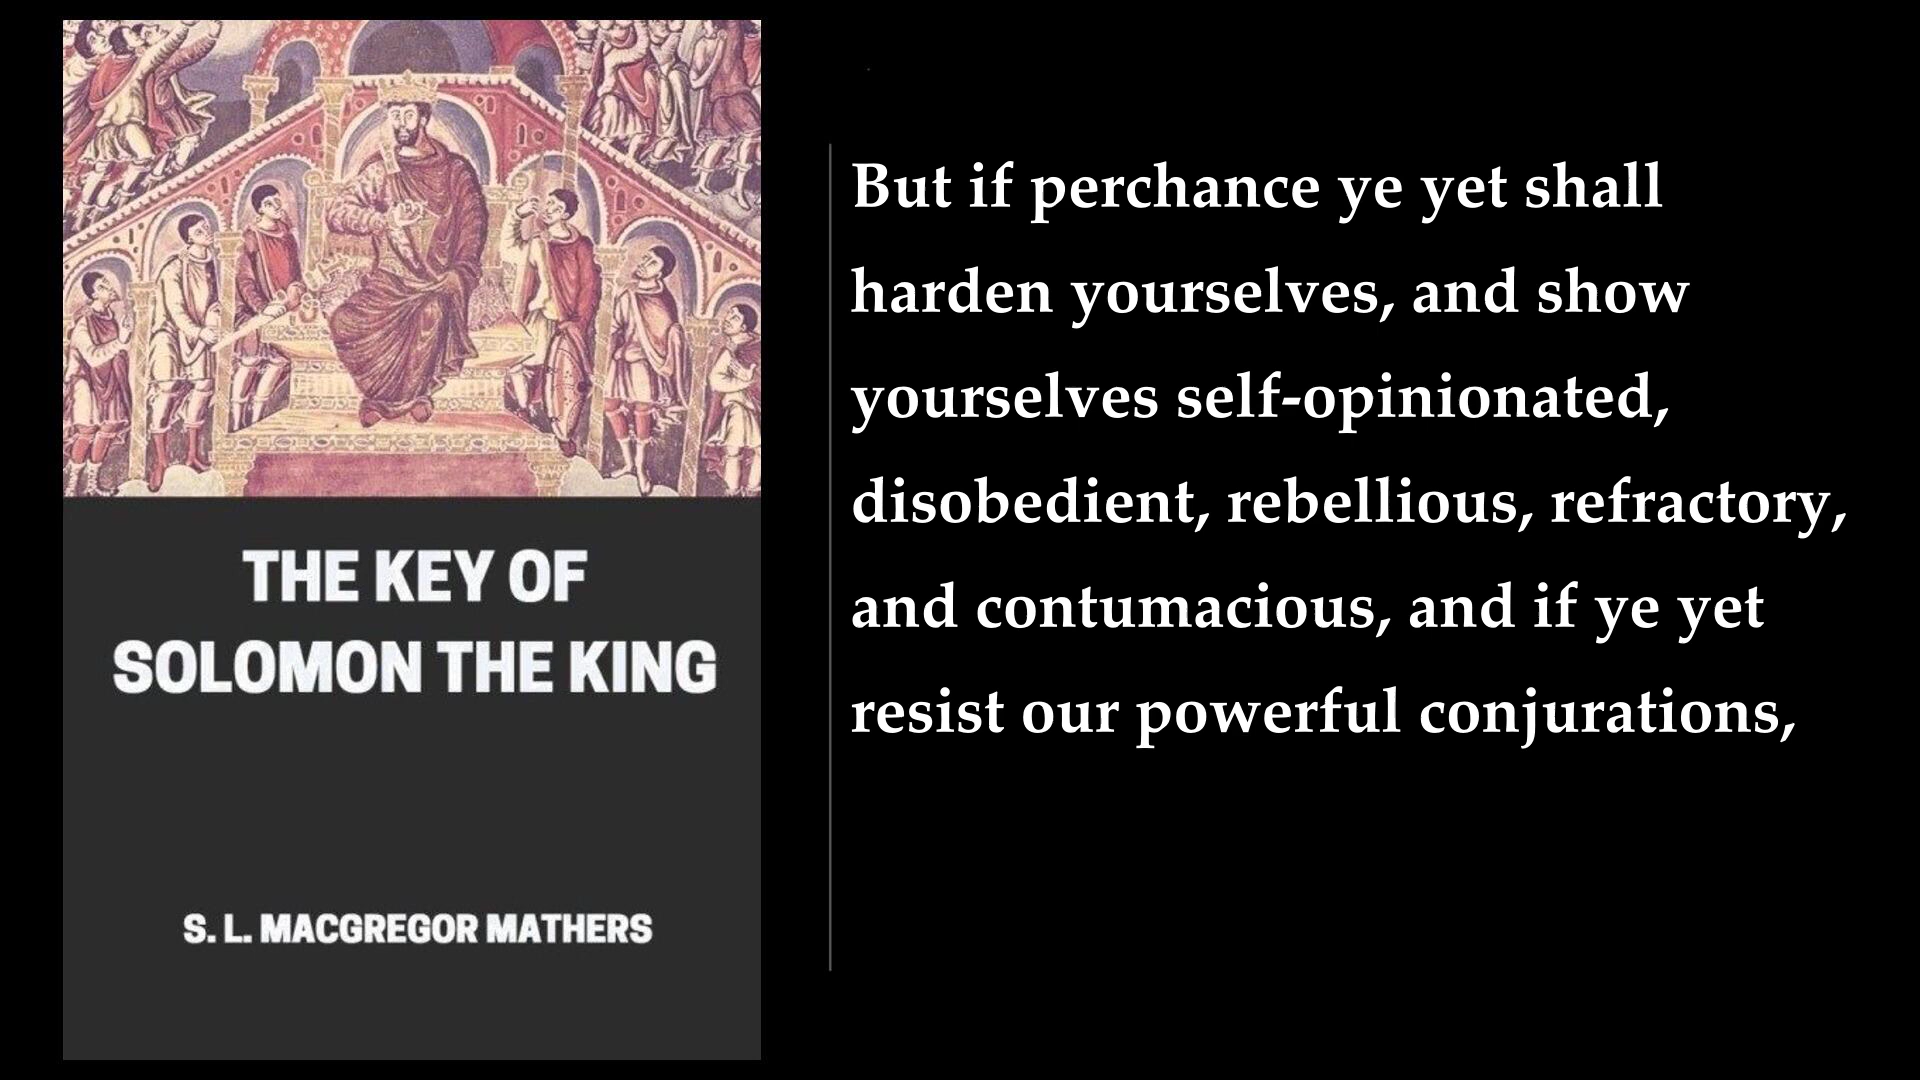 THE KEY OF
SOLOMON THE KING
S. L. MACGREGOR MATHERS
But if perchance ye yet shall
harden yourselves, and show
yourselves self-opinionated,
disobedient, rebellious, refractory,
and contumacious, and if ye yet
resist our powerful conjurations,